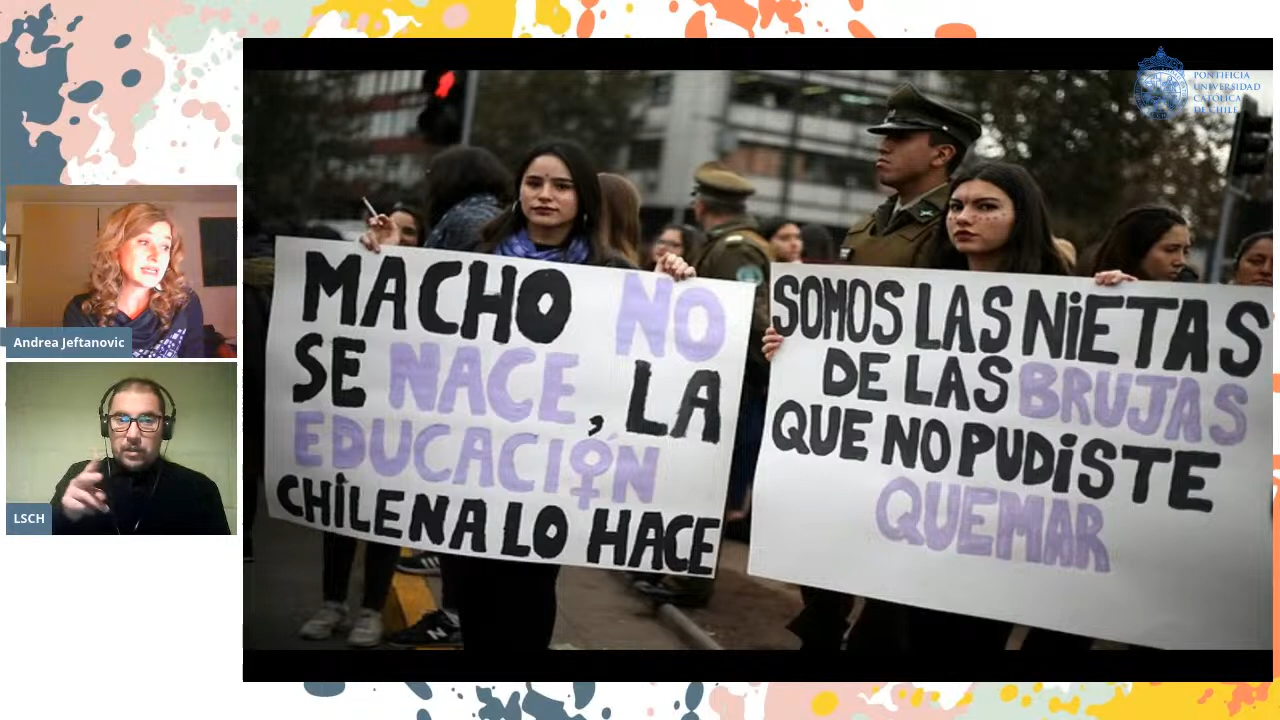 PONTIFICIA
UNIVERSIDAD
CATÓLICA
DE CHILE
MACHO NO
SE NACE, LA
EDUCACIÓN
CHILENA LO HACE
SOMOS LAS NIETAS
DE LAS BRUJAS
QUE NO PUDISTE
QUEMAR
Andrea Jeftanovic
LSCH
N